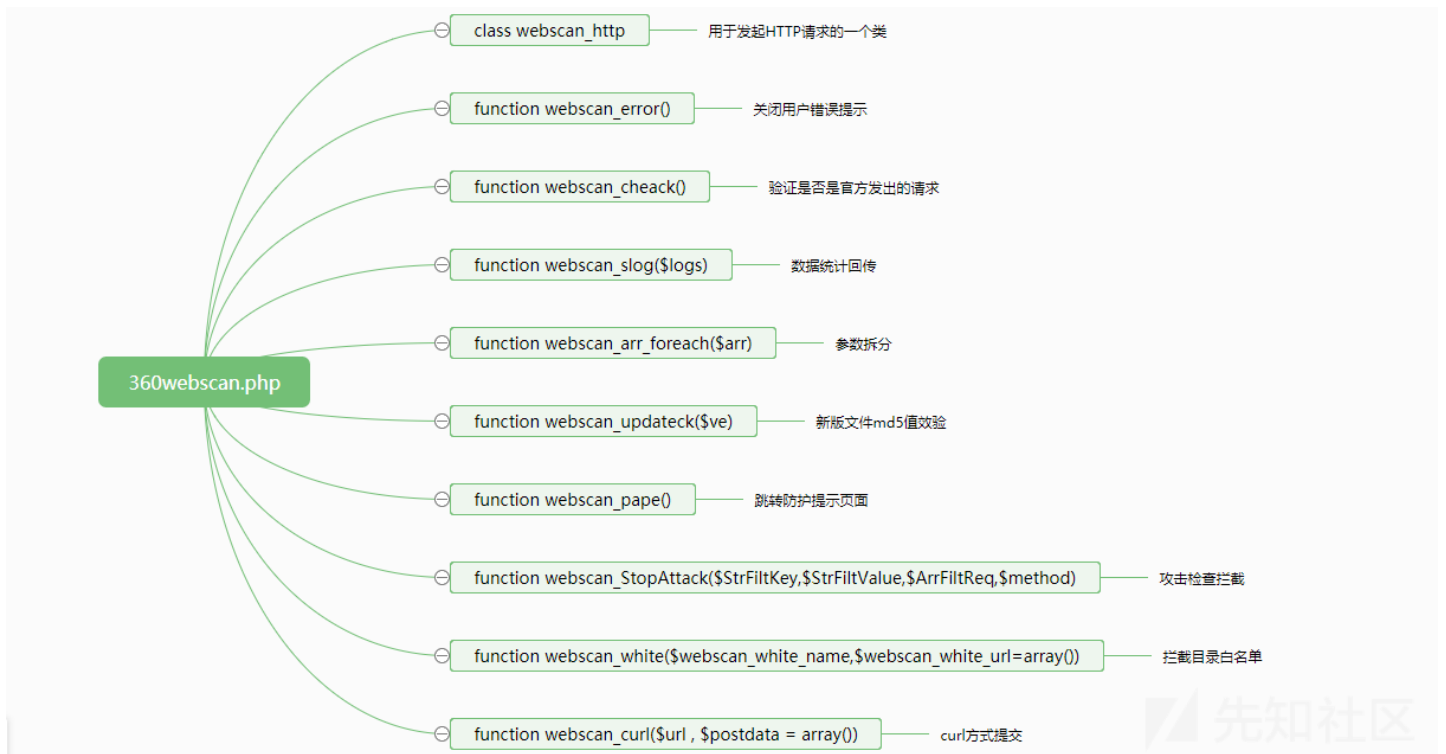 class webscan_http 用于发起HTTP请求的一个类
function webscan_error() 关闭用户错误提示
function webscan_cheack() 验证是否是官方发出的请求
function webscan_slog($logs) 数据统计回传
function webscan_arr_foreach($arr) 参数拆分
360webscan.php
function webscan_updateck($ve) 新版文件md5值效验
function webscan_pape() 跳转防护提示页面
function webscan_StopAttack($StrFiltKey,$StrFiltValue,$ArrFiltReq,$method) 攻击检查拦截
function webscan_white($webscan_white_name,$webscan_white_url=array()) 拦截目录白名单
先知社区
function webscan_curl($url , $postdata = array()) curl方式提交